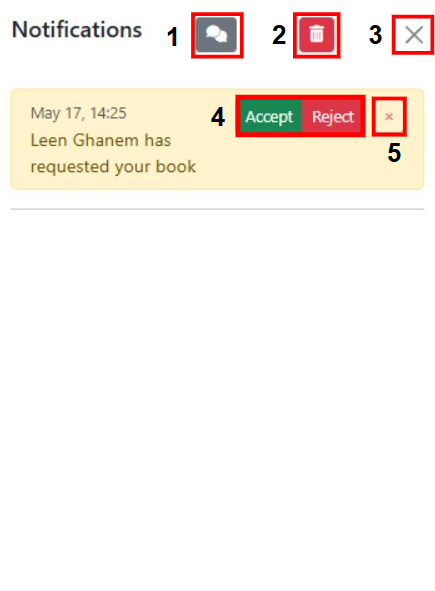 Notifications 1 2 3
May 17, 14:25 4 Accept Reject ×
Leen Ghanem has 5
requested your book